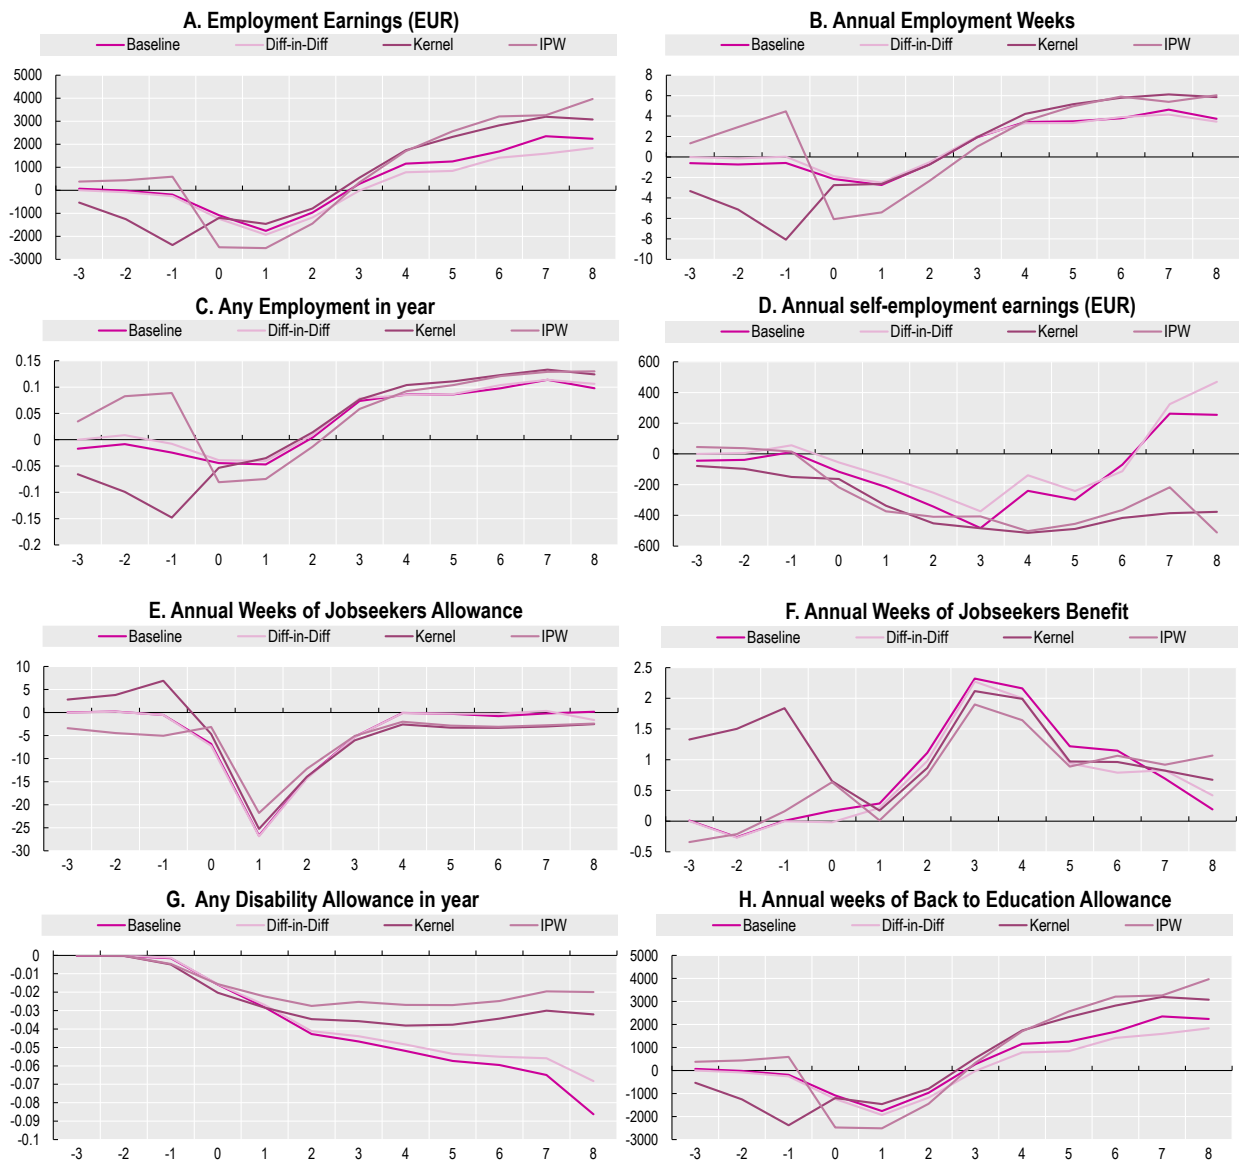 A. Employment Earnings (EUR)
Baseline Diff-in-Diff Kernel IPW
5000
4000
3000
2000
1000
0
-1000
-2000
-3000
-3 -2 -1 0 1 2 3 4 5 6 7 8
B. Annual Employment Weeks
Baseline Diff-in-Diff Kernel IPW
8
6
4
2
0
-2
-4
-6
-8
-10
-3 -2 -1 0 1 2 3 4 5 6 7 8
C. Any Employment in year
Baseline Diff-in-Diff Kernel IPW
0.15
0.1
0.05
0
-0.05
-0.1
-0.15
-0.2
-3 -2 -1 0 1 2 3 4 5 6 7 8
D. Annual self-employment earnings (EUR)
Baseline Diff-in-Diff Kernel IPW
600
400
200
0
-200
-400
-600
-3 -2 -1 0 1 2 3 4 5 6 7 8
E. Annual Weeks of Jobseekers Allowance
Baseline Diff-in-Diff Kernel IPW
10
5
0
-5
-10
-15
-20
-25
-30
-3 -2 -1 0 1 2 3 4 5 6 7 8
F. Annual Weeks of Jobseekers Benefit
Baseline Diff-in-Diff Kernel IPW
2.5
2
1.5
1
0.5
0
-0.5
-3 -2 -1 0 1 2 3 4 5 6 7 8
G. Any Disability Allowance in year
Baseline Diff-in-Diff Kernel IPW
0
-0.01
-0.02
-0.03
-0.04
-0.05
-0.06
-0.07
-0.08
-0.09
-0.1
-3 -2 -1 0 1 2 3 4 5 6 7 8
H. Annual weeks of Back to Education Allowance
Baseline Diff-in-Diff Kernel IPW
5000
4000
3000
2000
1000
0
-1000
-2000
-3000
-3 -2 -1 0 1 2 3 4 5 6 7 8